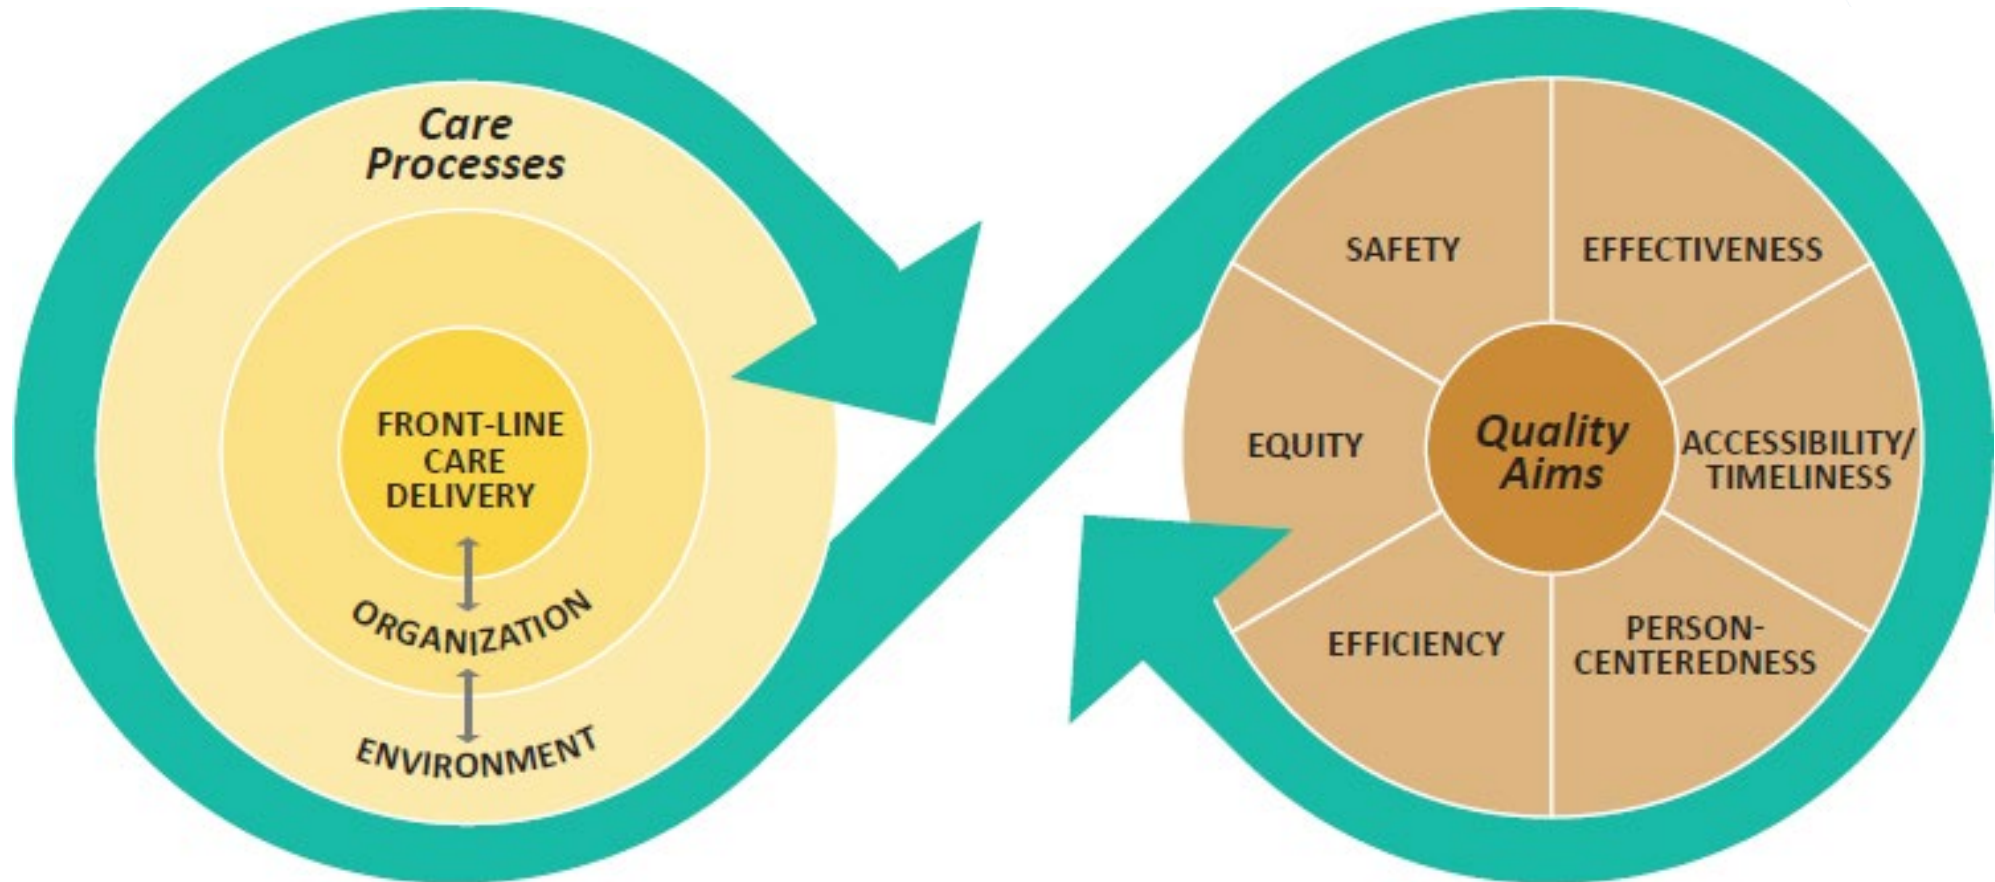 Care
Processes
FRONT-LINE
CARE
DELIVERY
ORGANIZATION
ENVIRONMENT
SAFETY
EFFECTIVENESS
EQUITY
Quality
Aims
ACCESSIBILITY/
TIMELINESS
EFFICIENCY
PERSON-
CENTEREDNESS